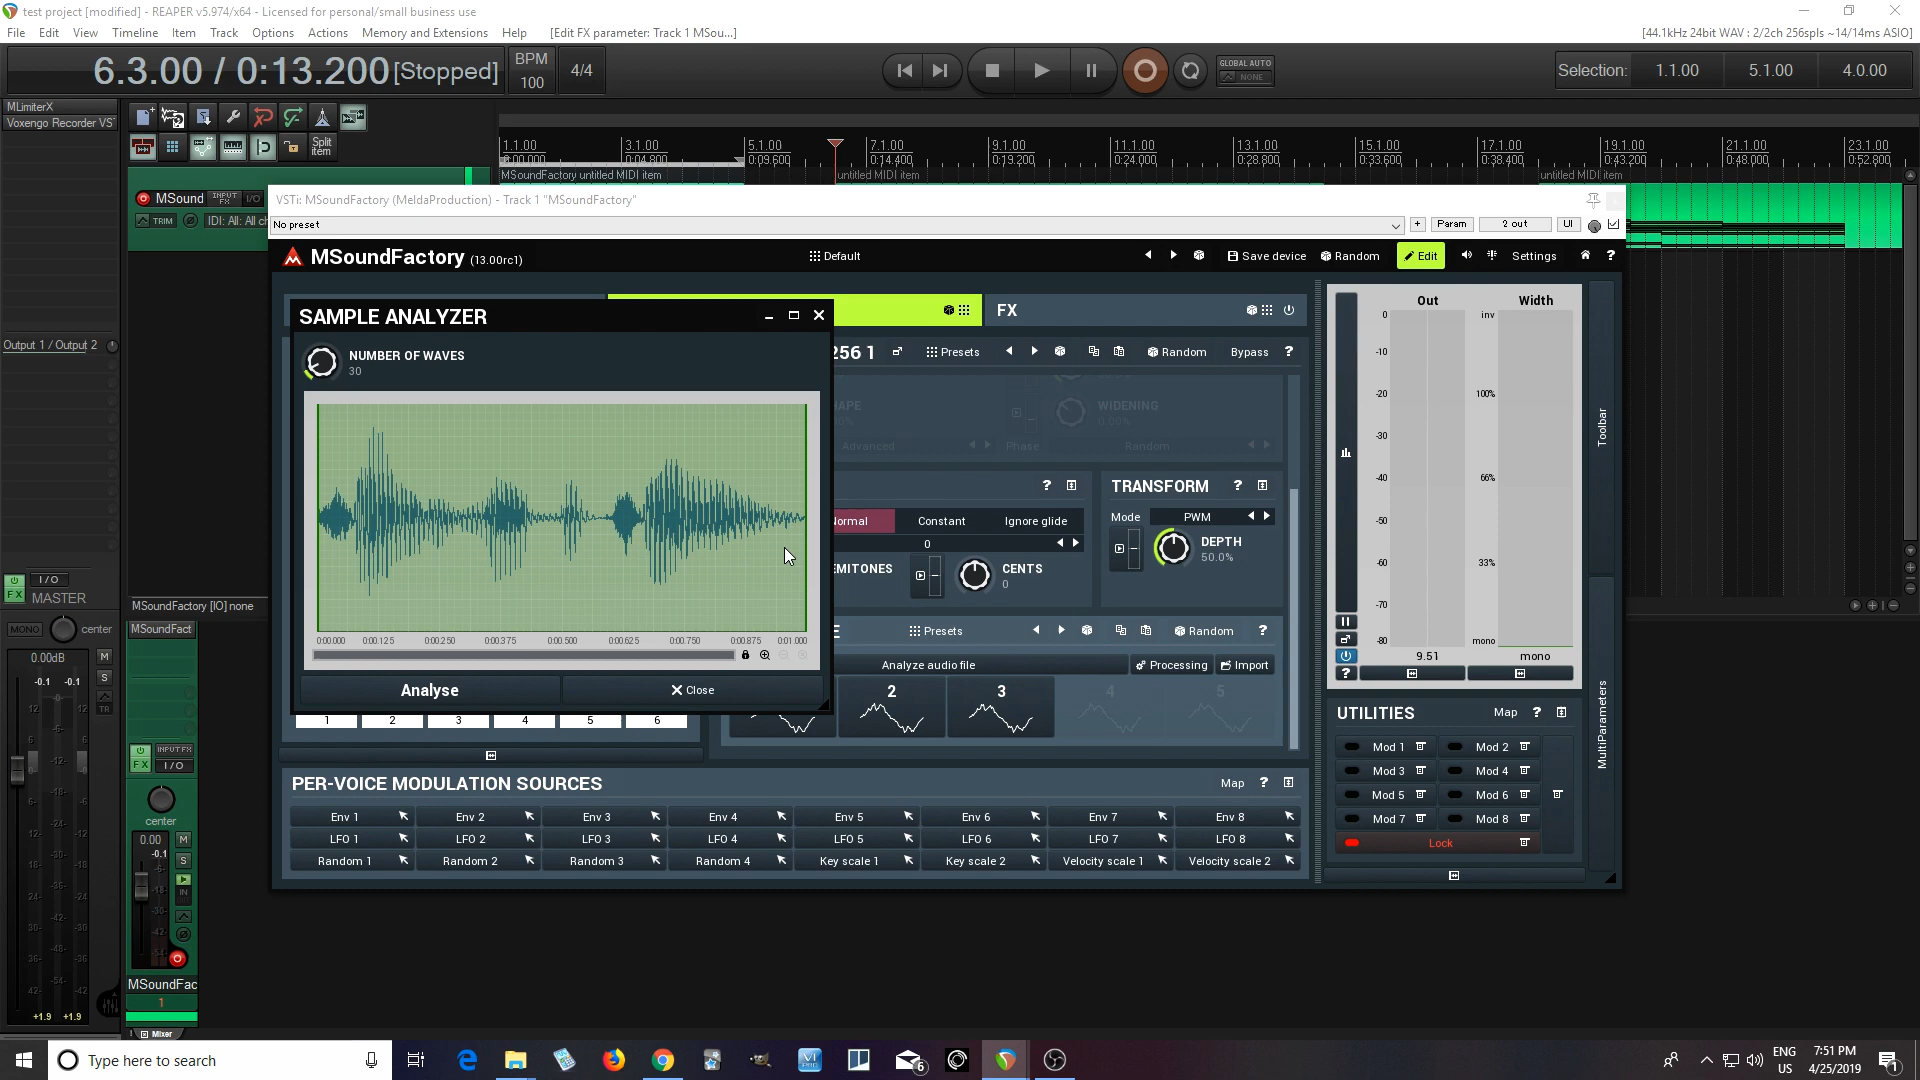 test project [modified] - REAPER v5.974/x64 - Licensed for personal/small business use
File Edit View Timeline Item Track Options Actions Memory and Extensions Help [Edit FX parameter: Track 1 MSou...]
[44.1kHz 24bit WAV : 2/2ch 256spls ~14/14ms ASIO]
6.3.00 / 0:13.200 [Stopped]
BPM
100
4/4
GLOBAL AUTO
NONE
Selection: 1.1.00 5.1.00 4.0.00
MLimiterX
Voxengo Recorder VST
Split item
1.1.00 3.1.00 5.1.00 7.1.00 9.1.00 11.1.00 13.1.00 15.1.00 17.1.00 19.1.00 21.1.00 23.1.00
0:00.000 0:04.800 0:09.600 0:14.400 0:19.200 0:24.000 0:28.800 0:33.600 0:38.400 0:43.200 0:48.000 0:52.800
MSoundFactory untitled MIDI item
untitled MIDI item
untitled MIDI item
MSound INPUT FX I/O
TRIM IDI: All: All ch
VSTi: MSoundFactory (MeldaProduction) - Track 1 "MSoundFactory"
No preset
+ Param 2 out UI
MSoundFactory (13.00rc1)
Default
Save device Random Edit Settings ?
SAMPLE ANALYZER
NUMBER OF WAVES
30
0:00.000 0:00.125 0:00.250 0:00.375 0:00.500 0:00.625 0:00.750 0:00.875 0:01.000
Analyse
Close
FX
256 1 Presets Random Bypass ?
APE
WIDENING
0.00%
Advanced Phase Random
ormal Constant Ignore glide
0
EMITONES
CENTS
0
TRANSFORM ?
Mode PWM
DEPTH
50.0%
E Presets Random ?
Analyze audio file Processing Import
2 3 4 5
1 2 3 4 5 6
PER-VOICE MODULATION SOURCES
Map ?
Env 1 Env 2 Env 3 Env 4 Env 5 Env 6 Env 7 Env 8
LFO 1 LFO 2 LFO 3 LFO 4 LFO 5 LFO 6 LFO 7 LFO 8
Random 1 Random 2 Random 3 Random 4 Key scale 1 Key scale 2 Velocity scale 1 Velocity scale 2
Out Width
0 inv
-10
-20 100%
-30
-40 66%
-50
-60 33%
-70
-80 mono
9.51 mono
?
Toolbar
MultiParameters
UTILITIES Map ?
Mod 1 Mod 2
Mod 3 Mod 4
Mod 5 Mod 6
Mod 7 Mod 8
Lock
Output 1 / Output 2
FX
I/O
MASTER
MONO center
0.00dB
-0.1 -0.1
M
S
TR
+1.9 +1.9
MSoundFactory [IO] none
MSoundFact
FX
INPUT FX
I/O
center
0.00
-0.1
M
S
IN
MSoundFac
1
Mixer
Type here to search
6
ENG
US
7:51 PM
4/25/2019
1